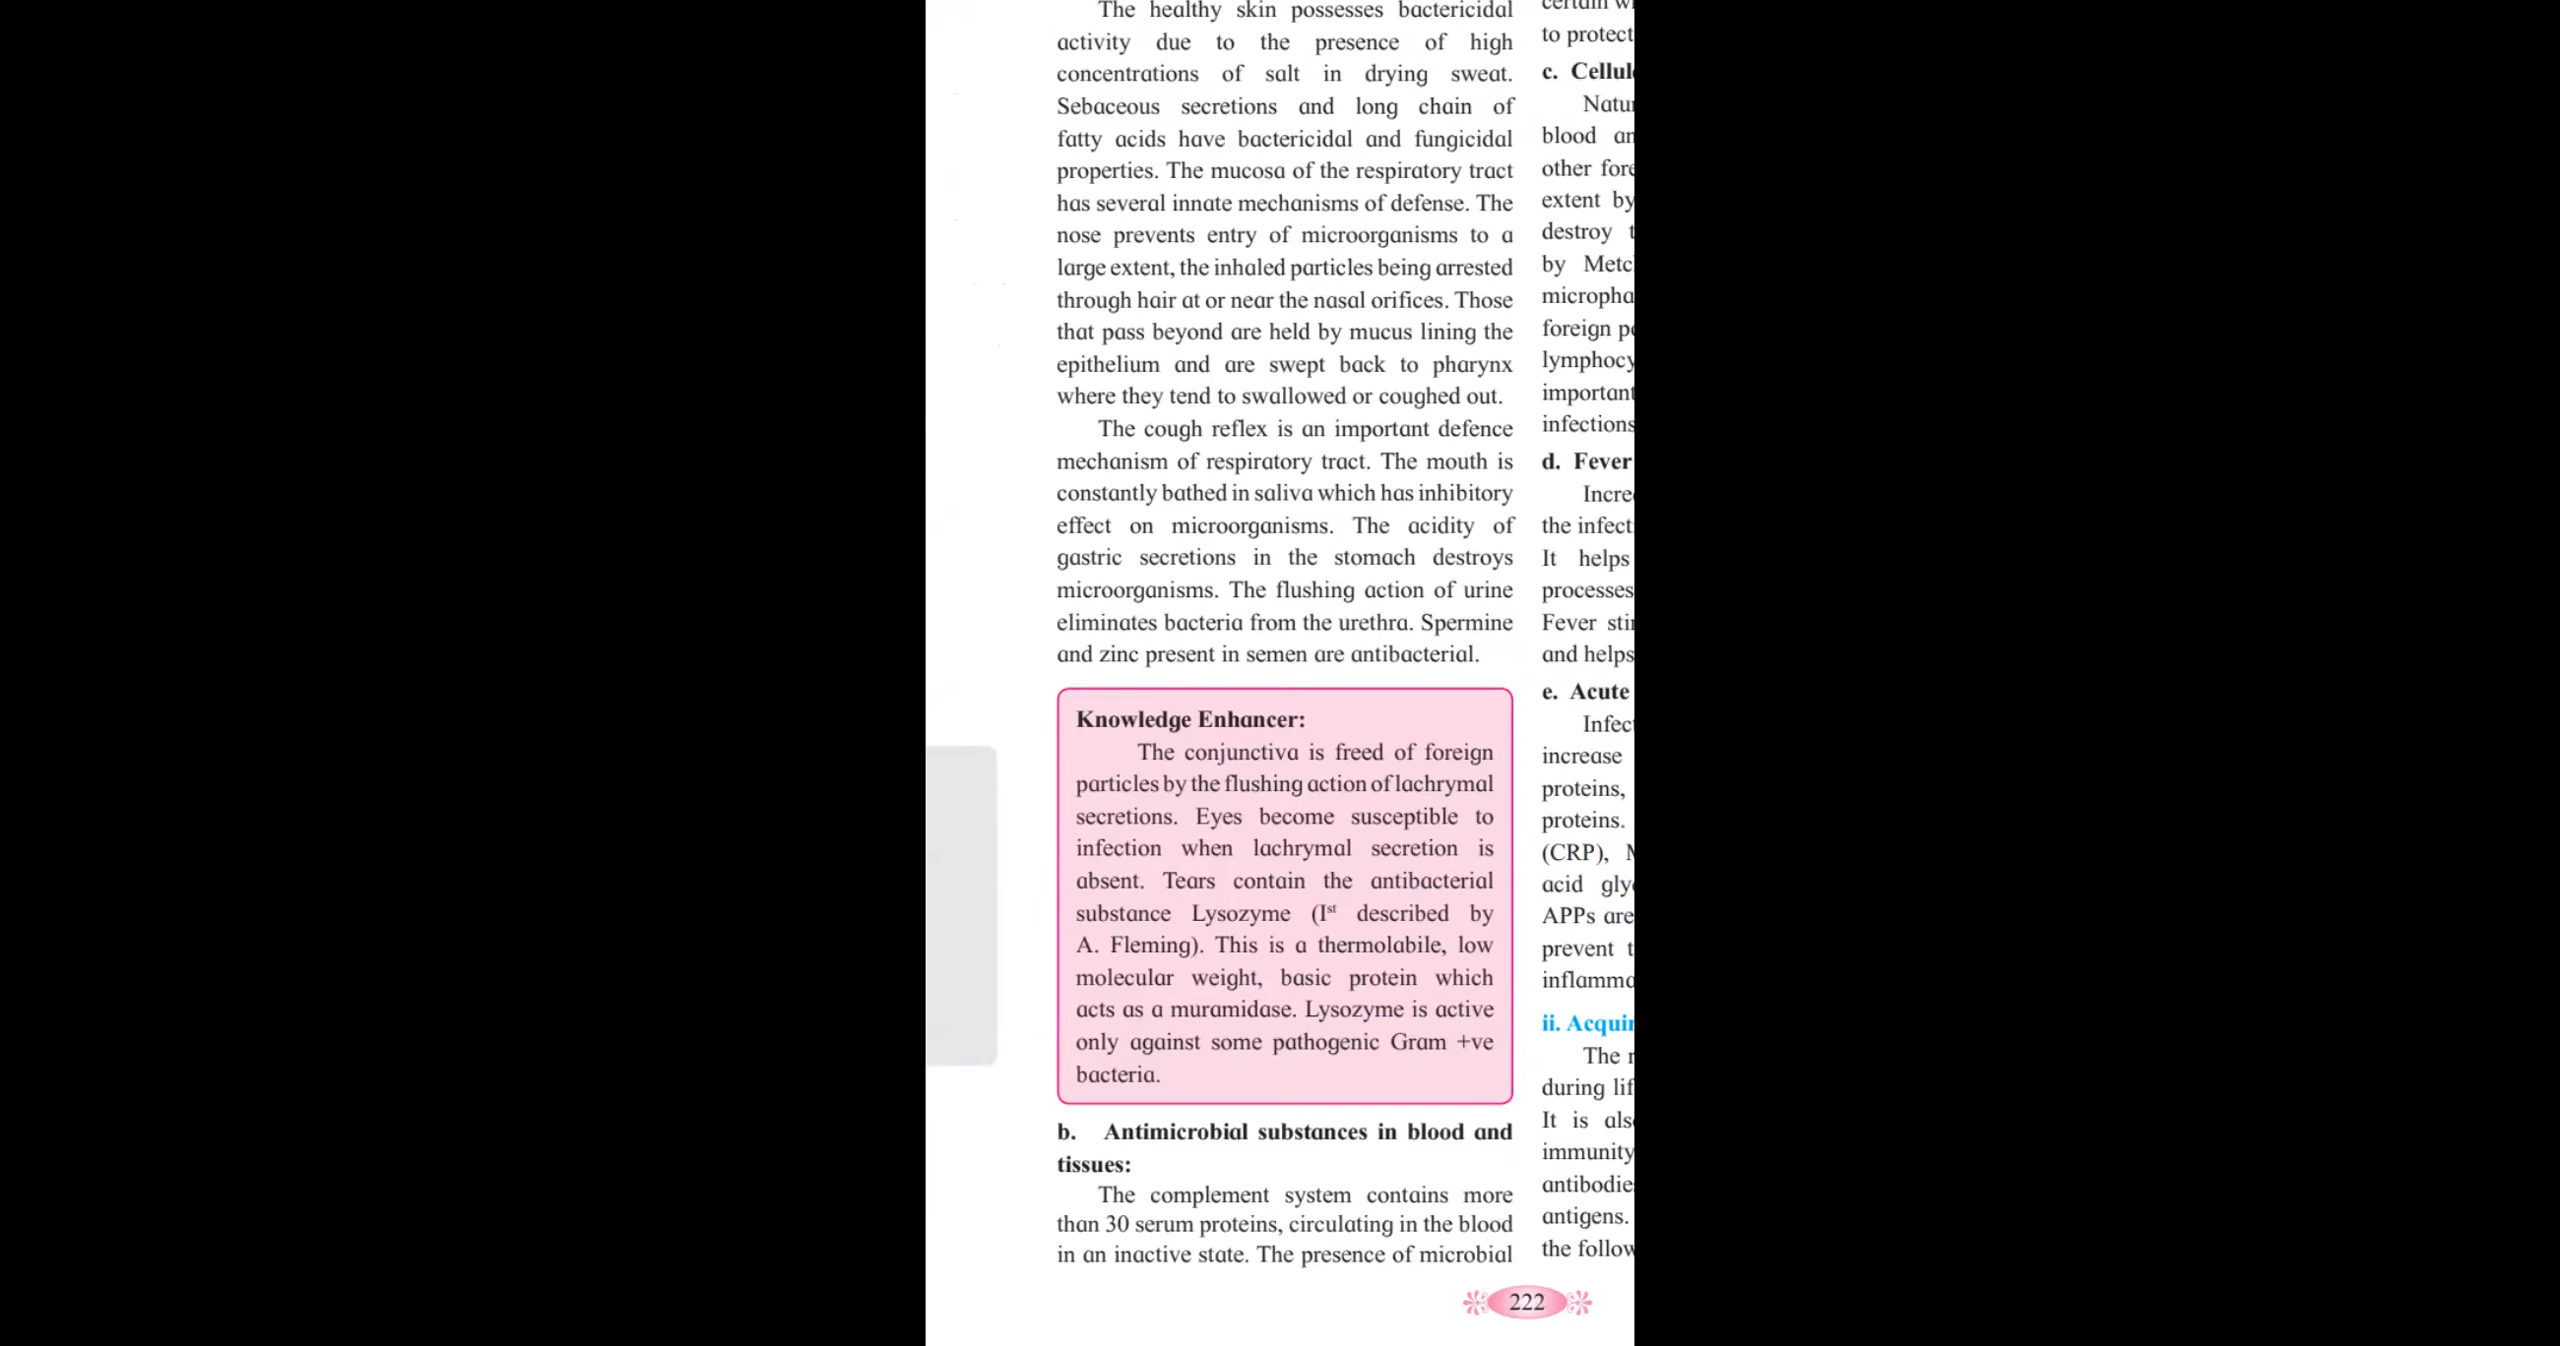 The healthy skin possesses bactericidal
activity due to the presence of high
concentrations of salt in drying sweat.
Sebaceous secretions and long chain of
fatty acids have bactericidal and fungicidal
properties. The mucosa of the respiratory tract
has several innate mechanisms of defense. The
nose prevents entry of microorganisms to a
large extent, the inhaled particles being arrested
through hair at or near the nasal orifices. Those
that pass beyond are held by mucus lining the
epithelium and are swept back to pharynx
where they tend to swallowed or coughed out.
The cough reflex is an important defence
mechanism of respiratory tract. The mouth is
constantly bathed in saliva which has inhibitory
effect on microorganisms. The acidity of
gastric secretions in the stomach destroys
microorganisms. The flushing action of urine
eliminates bacteria from the urethra. Spermine
and zinc present in semen are antibacterial.
Knowledge Enhancer:
The conjunctiva is freed of foreign
particles by the flushing action of lachrymal
secretions. Eyes become susceptible to
infection when lachrymal secretion is
absent. Tears contain the antibacterial
substance Lysozyme (Ist described by
A. Fleming). This is a thermolabile, low
molecular weight, basic protein which
acts as a muramidase. Lysozyme is active
only against some pathogenic Gram +ve
bacteria.
b. Antimicrobial substances in blood and
tissues:
The complement system contains more
than 30 serum proteins, circulating in the blood
in an inactive state. The presence of microbial
to protect
c.
blood
other
extent by
destroy
by
foreign
important
infections
d. Fever
the
It helps
processes
Fever
and helps
e. Acute
increase
proteins,
proteins.
(CRP),
acid
APPs are
prevent
ii.
The
during
It is
immunity
antigens.
the
222